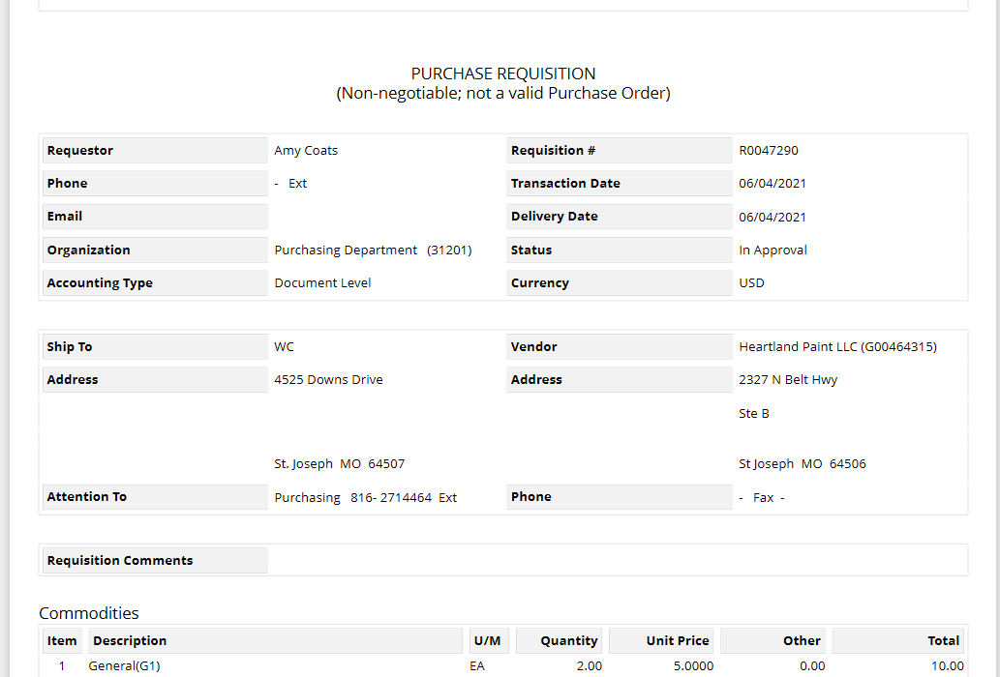 PURCHASE REQUISITION
(Non-negotiable; not a valid Purchase Order)
Requestor Amy Coats Requisition # R0047290
Phone - Ext Transaction Date 06/04/2021
Email Delivery Date 06/04/2021
Organization Purchasing Department (31201) Status In Approval
Accounting Type Document Level Currency USD
Ship To WC Vendor Heartland Paint LLC (G00464315)
Address 4525 Downs Drive Address 2327 N Belt Hwy
Ste B
St. Joseph MO 64507 St Joseph MO 64506
Attention To Purchasing 816- 2714464 Ext Phone - Fax -
Requisition Comments
Commodities
Item Description U/M Quantity Unit Price Other Total
1 General(G1) EA 2.00 5.0000 0.00 10.00